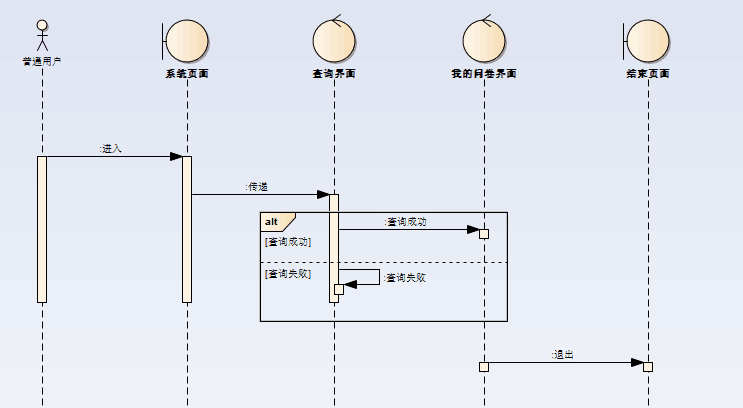 普通用户
系统页面
查询界面
我的问卷界面
结束页面
:进入
:传递
alt
:查询成功
[查询成功]
[查询失败]
:查询失败
:退出